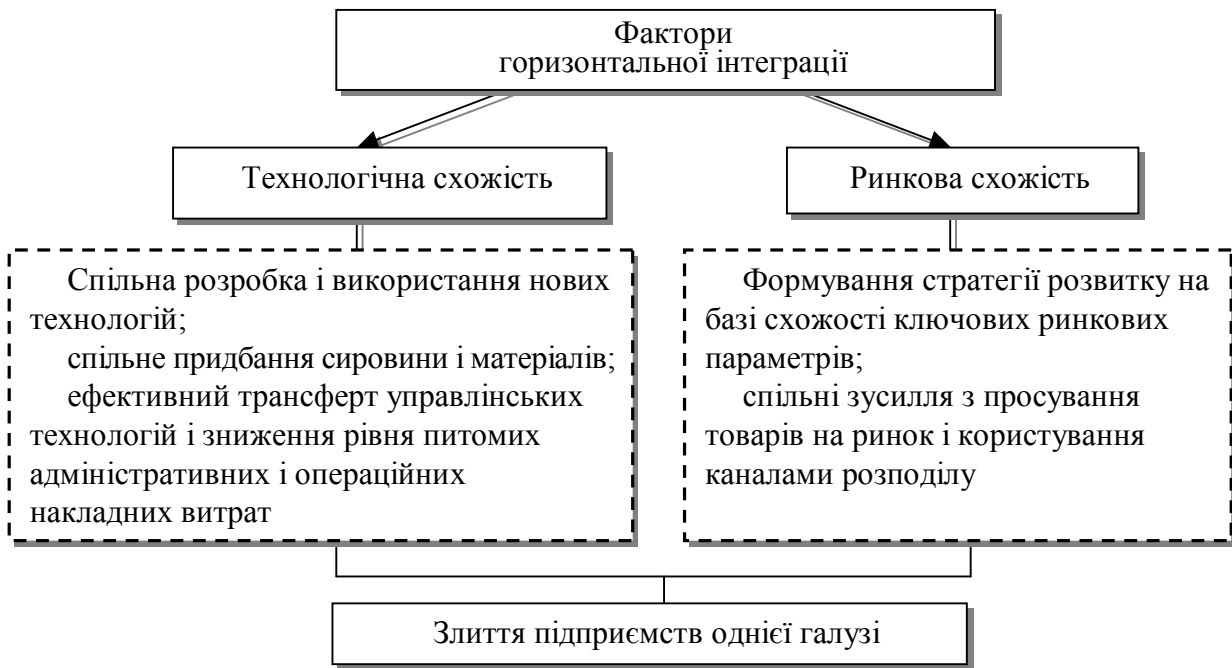 Фактори
горизонтальної інтеграції
Технологічна схожість
Ринкова схожість
Спільна розробка і використання нових
технологій;
спільне придбання сировини і матеріалів;
ефективний трансферт управлінських
технологій і зниження рівня питомих
адміністративних і операційних
накладних витрат
Формування стратегії розвитку на
базі схожості ключових ринкових
параметрів;
спільні зусилля з просування
товарів на ринок і користування
каналами розподілу
Злиття підприємств однієї галузі